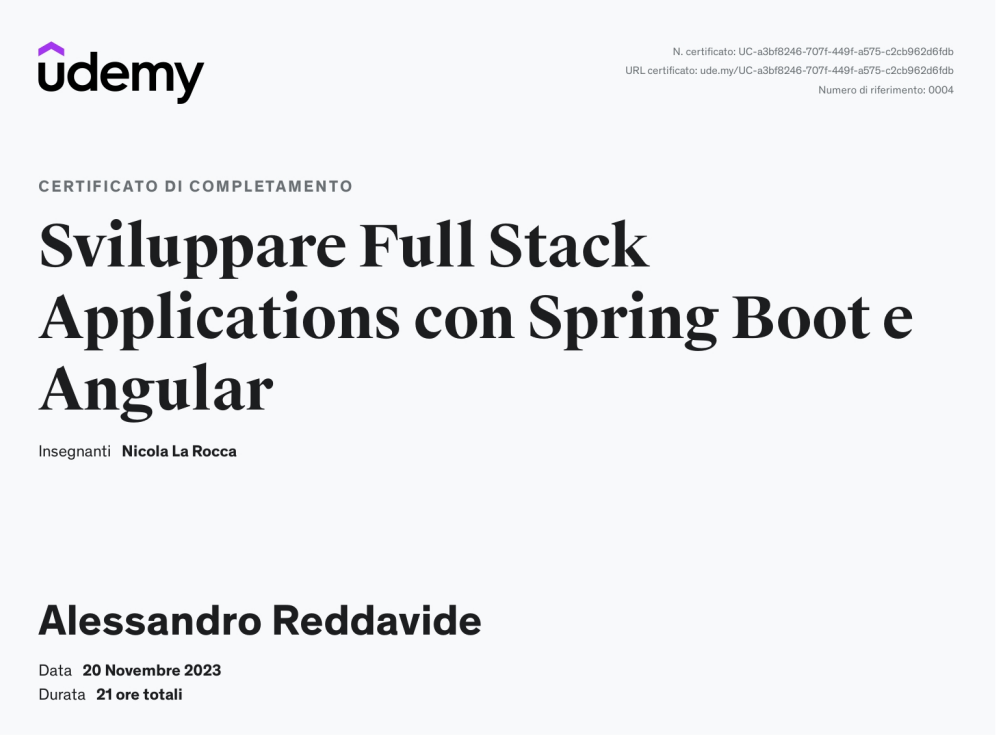 udemy
N. certificato: UC-a3bf8246-707f-449f-a575-c2cb962d6fdb
URL certificato: ude.my/UC-a3bf8246-707f-449f-a575-c2cb962d6fdb
Numero di riferimento: 0004
CERTIFICATO DI COMPLETAMENTO
Sviluppare Full Stack
Applications con Spring Boot e
Angular
Insegnanti Nicola La Rocca
Alessandro Reddavide
Data 20 Novembre 2023
Durata 21 ore totali